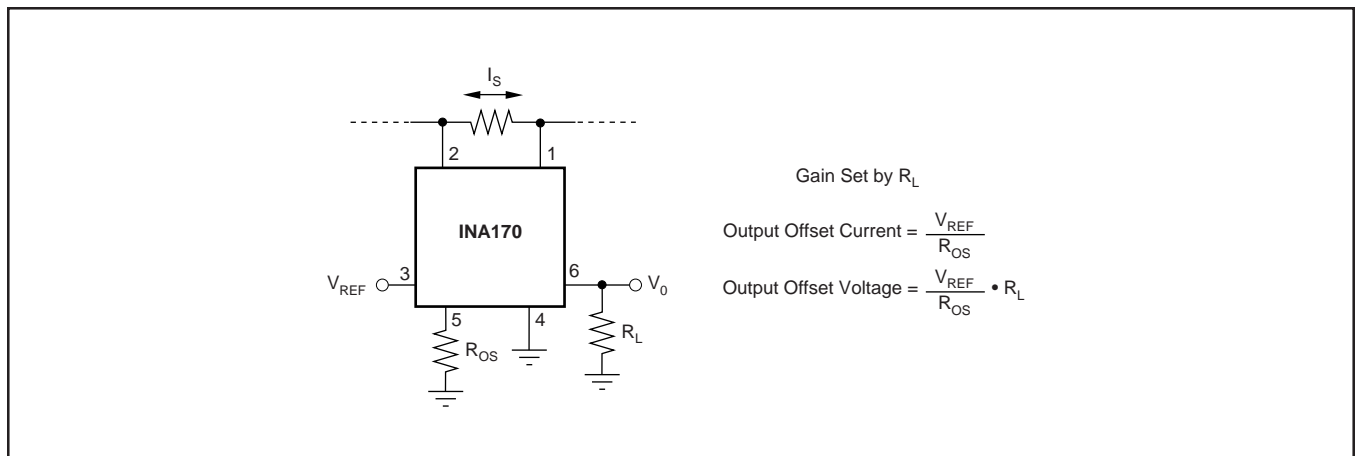 I_S
2
1
INA170
V_REF
3
6
V_0
5
4
R_OS
R_L
Gain Set by R_L
Output Offset Current = V_REF / R_OS
Output Offset Voltage = V_REF / R_OS • R_L